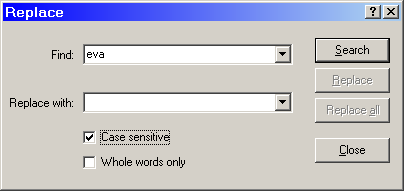 Replace
Find: eva
Search
Replace
Replace with:
Replace all
Case sensitive
Close
Whole words only